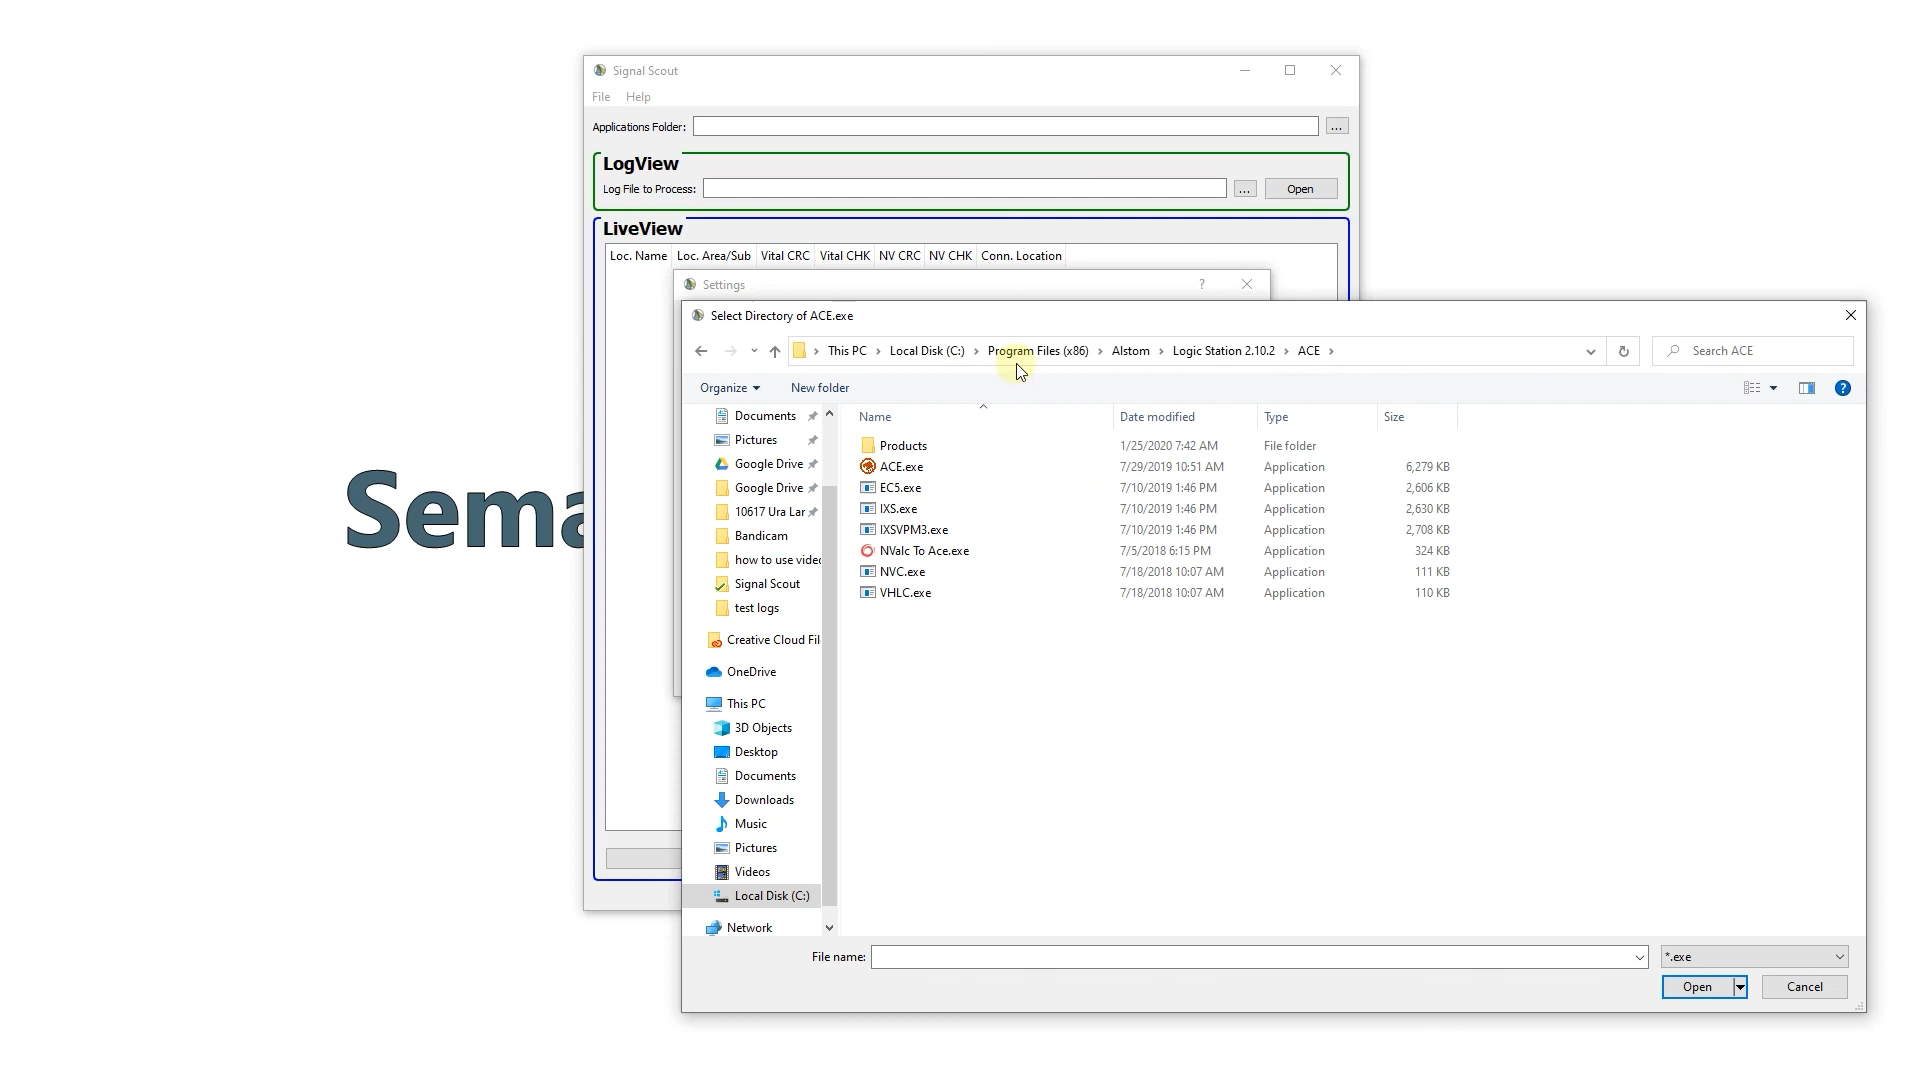 Signal Scout
File Help
Applications Folder: ...
LogView
Log File to Process: ... Open
LiveView
Loc. Name Loc. Area/Sub Vital CRC Vital CHK NV CRC NV CHK Conn. Location
Settings ?
Select Directory of ACE.exe
This PC › Local Disk (C:) › Program Files (x86) › Alstom › Logic Station 2.10.2 › ACE › Search ACE
Organize New folder ?
Name Date modified Type Size
Documents
Pictures
Google Drive
Google Drive
10617 Ura Lar
Bandicam
how to use video
Signal Scout
test logs
Creative Cloud Fil
OneDrive
This PC
3D Objects
Desktop
Documents
Downloads
Music
Pictures
Videos
Local Disk (C:)
Network
Products 1/25/2020 7:42 AM File folder
ACE.exe 7/29/2019 10:51 AM Application 6,279 KB
EC5.exe 7/10/2019 1:46 PM Application 2,606 KB
IXS.exe 7/10/2019 1:46 PM Application 2,630 KB
IXSVPM3.exe 7/10/2019 1:46 PM Application 2,708 KB
NValc To Ace.exe 7/5/2018 6:15 PM Application 324 KB
NVC.exe 7/18/2018 10:07 AM Application 111 KB
VHLC.exe 7/18/2018 10:07 AM Application 110 KB
Sema
File name: *.exe
Open Cancel